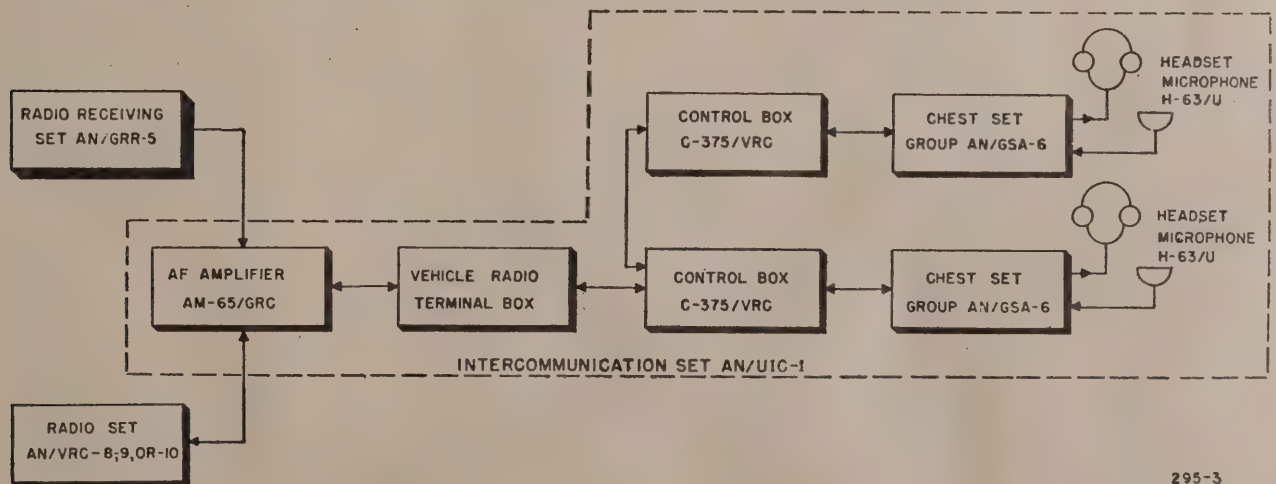 RADIO RECEIVING
SET AN/GRR-5
CONTROL BOX
C-375/VRC
CHEST SET
GROUP AN/GSA-6
HEADSET
MICROPHONE
H-63/U
AF AMPLIFIER
AM-65/GRC
VEHICLE RADIO
TERMINAL BOX
CONTROL BOX
C-375/VRC
CHEST SET
GROUP AN/GSA-6
HEADSET
MICROPHONE
H-63/U
INTERCOMMUNICATION SET AN/UIC-1
RADIO SET
AN/VRC-8,-9,OR-10
295-3